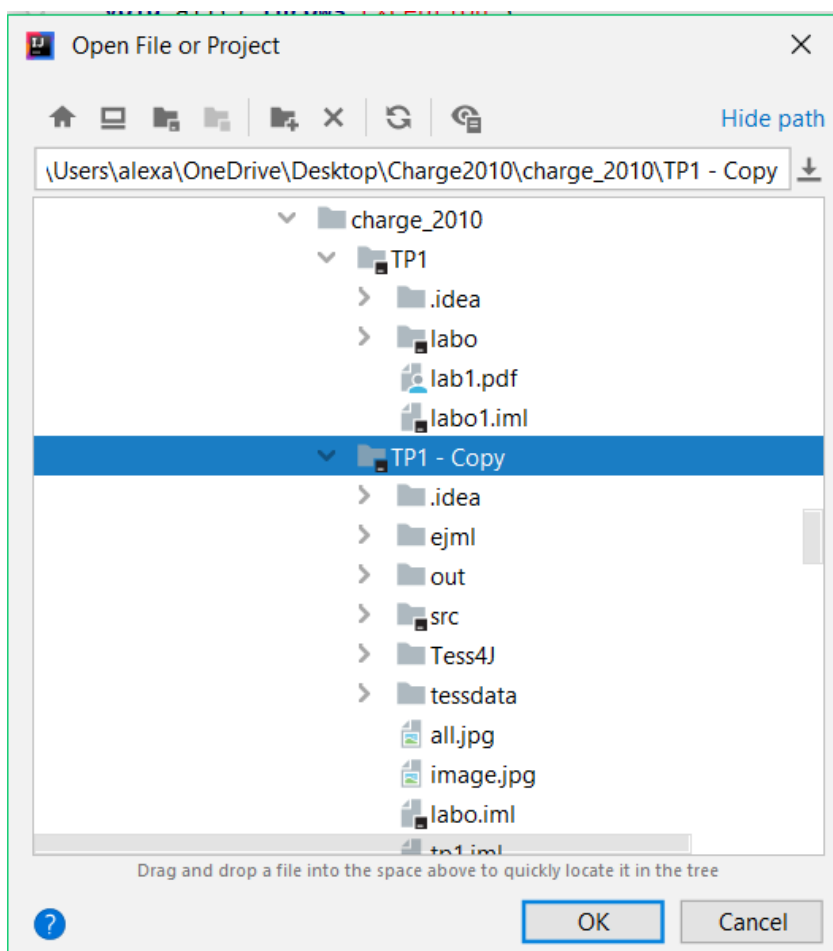 Open File or Project
Hide path
\Users\alexa\OneDrive\Desktop\Charge2010\charge_2010\TP1 - Copy
charge_2010
TP1
.idea
labo
lab1.pdf
labo1.iml
TP1 - Copy
.idea
ejml
out
src
Tess4J
tessdata
all.jpg
image.jpg
labo.iml
tp1.iml
Drag and drop a file into the space above to quickly locate it in the tree
? OK Cancel